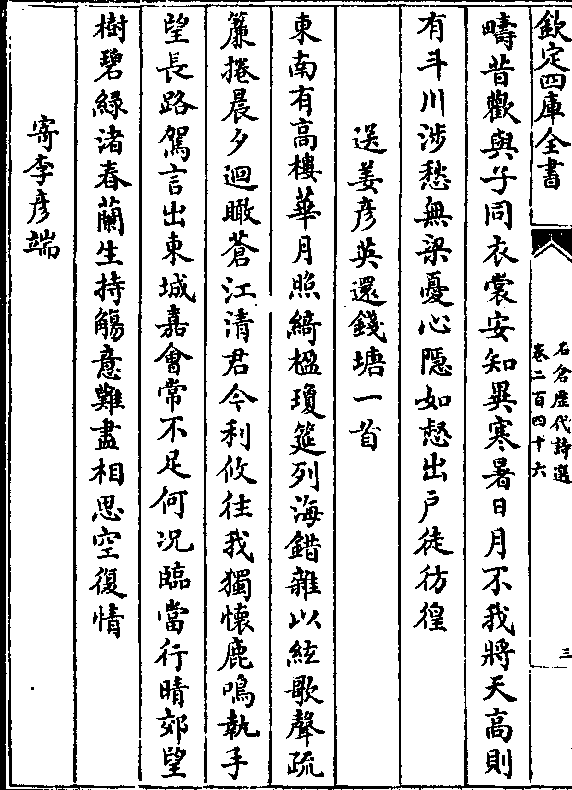 欽定四庫全書
石倉歷代詩選
卷二百四十六
三
疇昔歡與子同衣裳安知異寒暑日月不我將天高則
有斗川涉愁無梁憂心隱如惄出戶徒彷徨
送姜彥英還錢塘一首
東南有高樓華月照綺楹瓊筵列海錯雜以絃歌聲疏
簾捲晨夕迴瞰蒼江清君今利攸往我獨懷鹿鳴執手
望長路駕言出東城嘉會常不足何况臨當行晴郊望
樹碧緑渚春蘭生持觴意難盡相思空復情
寄李彥端